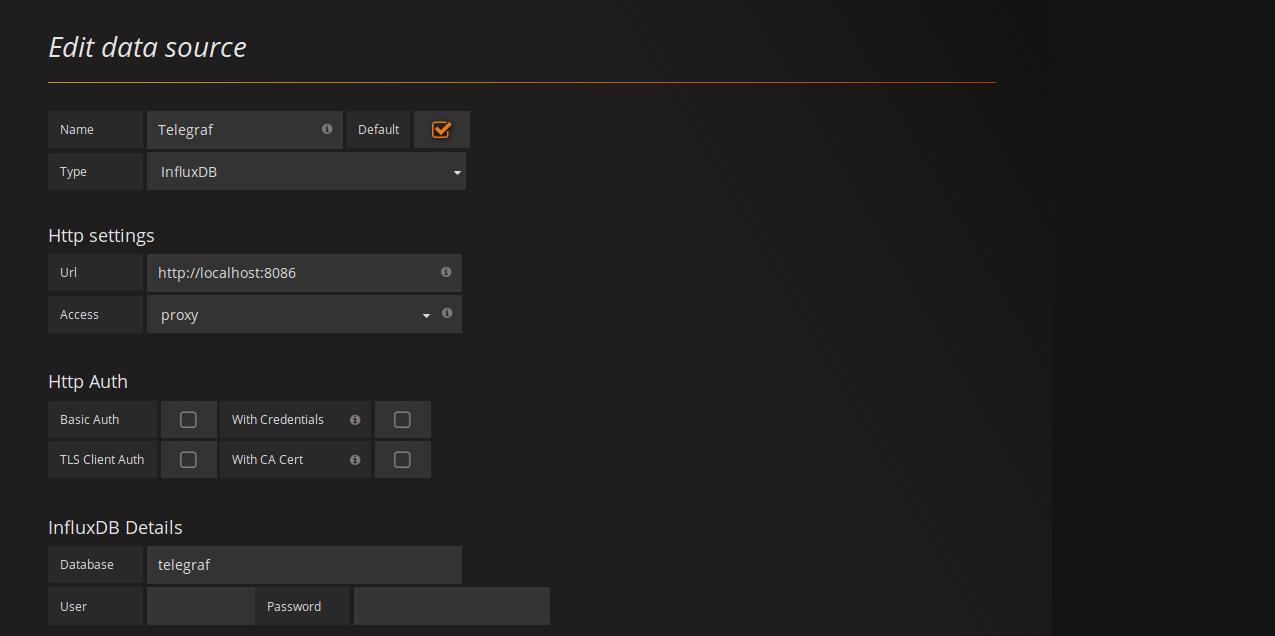 Edit data source
Name Telegraf Default
Type InfluxDB
Http settings
Url http://localhost:8086
Access proxy
Http Auth
Basic Auth With Credentials
TLS Client Auth With CA Cert
InfluxDB Details
Database telegraf
User Password